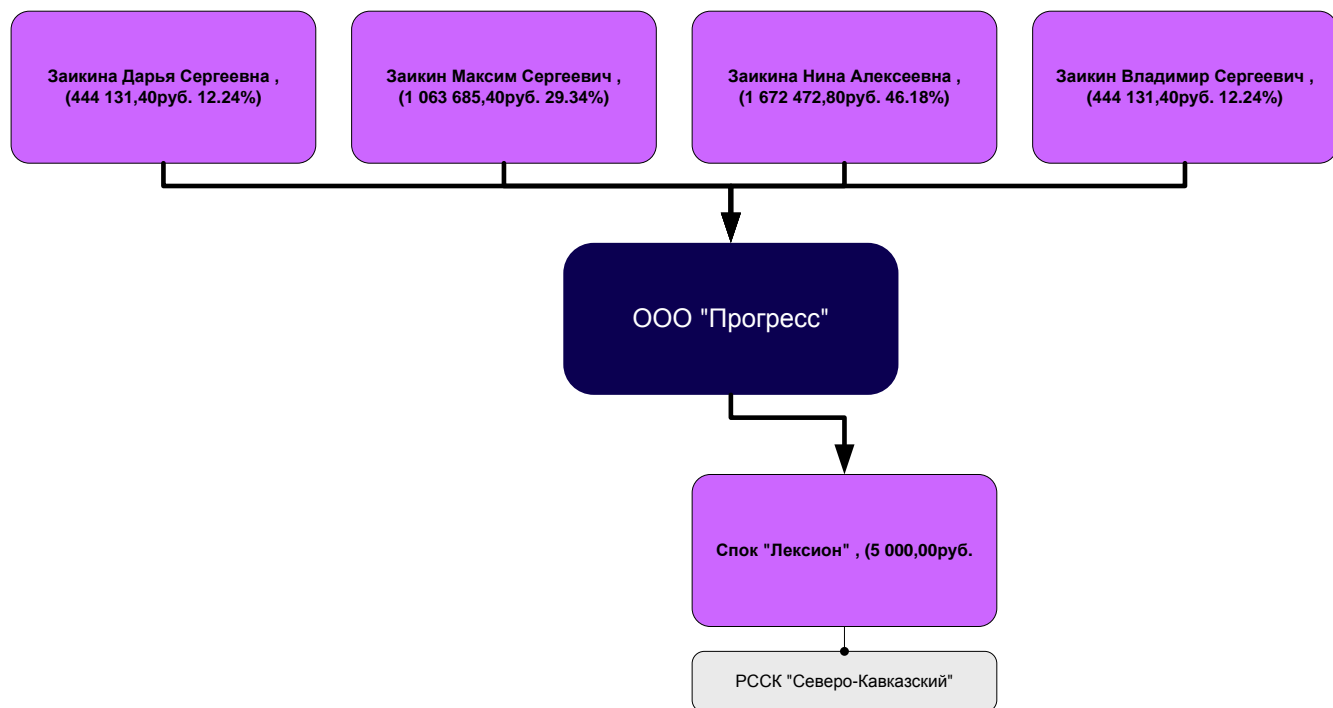 Заикина Дарья Сергеевна ,
(444 131,40руб. 12.24%)
Заикин Максим Сергеевич ,
(1 063 685,40руб. 29.34%)
Заикина Нина Алексеевна ,
(1 672 472,80руб. 46.18%)
Заикин Владимир Сергеевич ,
(444 131,40руб. 12.24%)
ООО "Прогресс"
Спок "Лексион" , (5 000,00руб.
РССК "Северо-Кавказский"